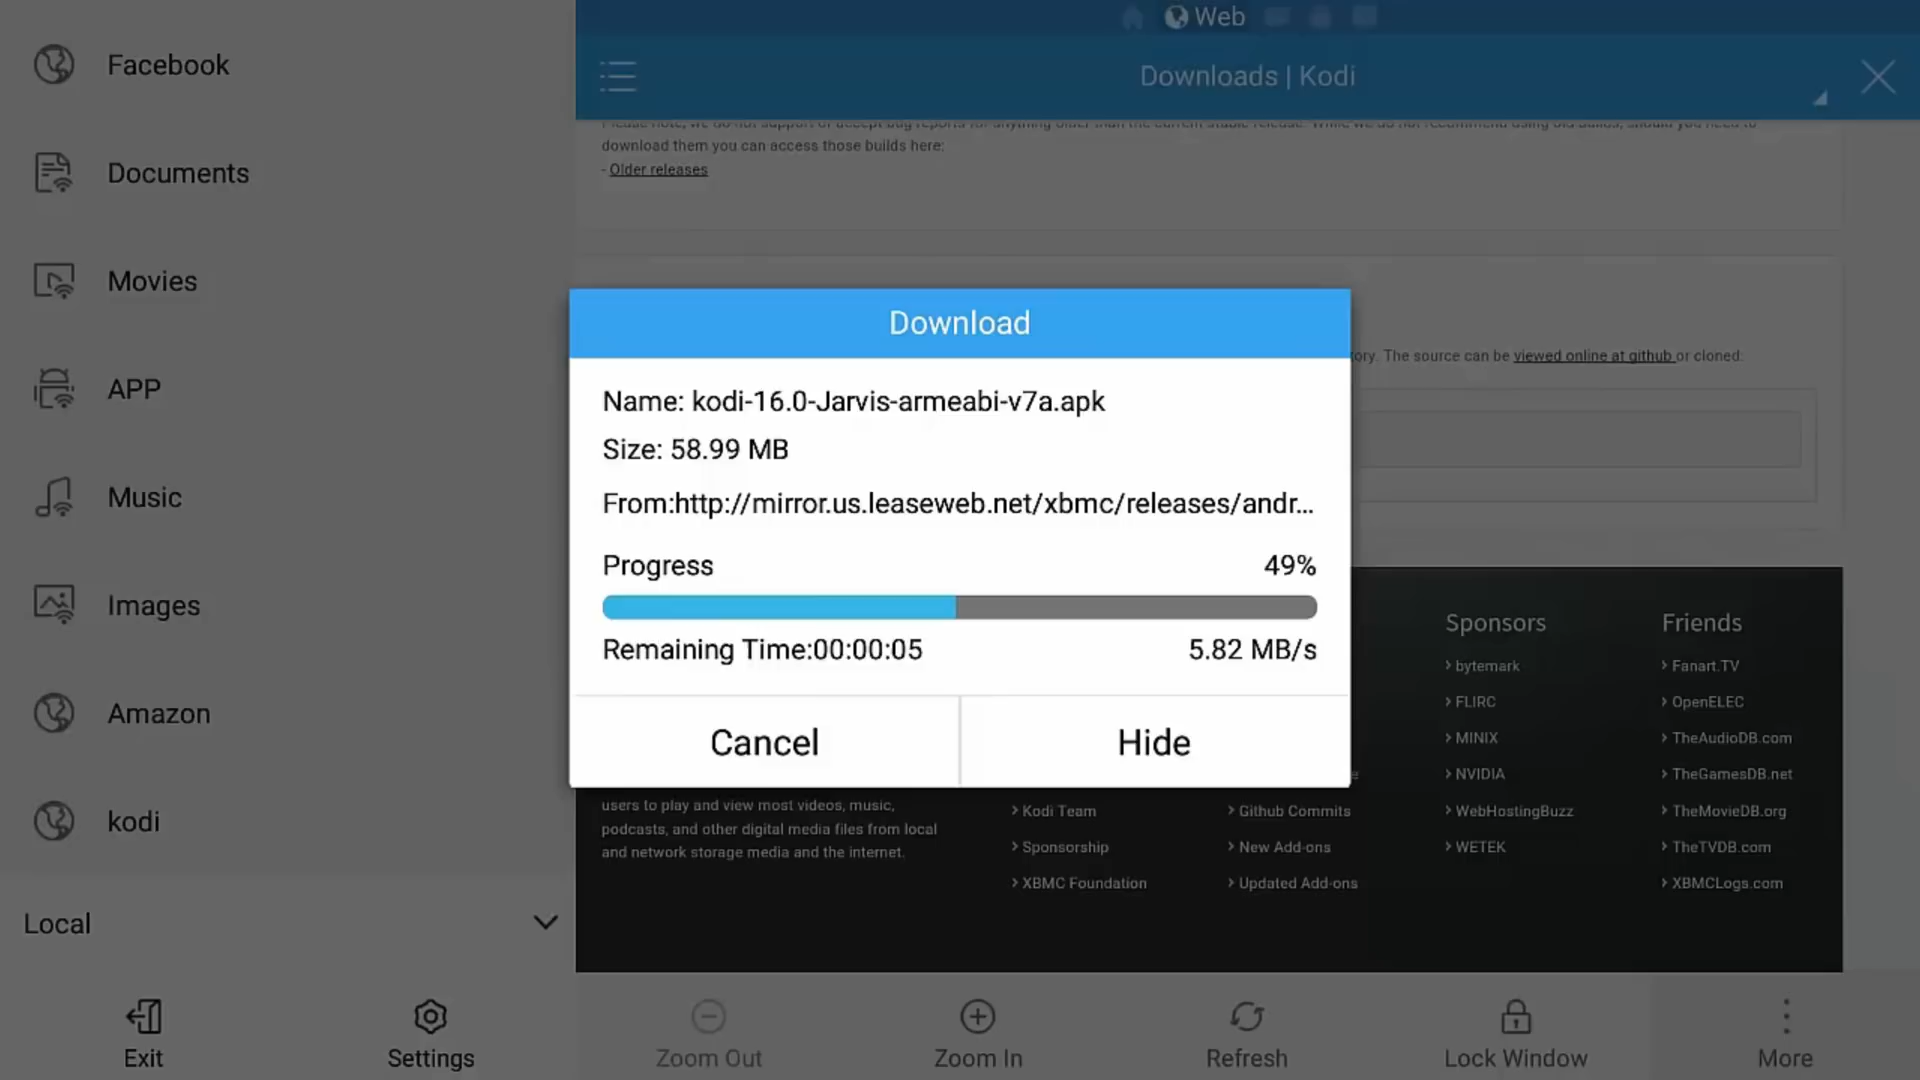 Facebook
Documents
Movies
APP
Music
Images
Amazon
kodi
Local
Exit
Settings
Web
Downloads | Kodi
download them you can access those builds here:
- Older releases
ory. The source can be viewed online at github or cloned:
Download
Name: kodi-16.0-Jarvis-armeabi-v7a.apk
Size: 58.99 MB
From:http://mirror.us.leaseweb.net/xbmc/releases/andr...
Progress
49%
Remaining Time:00:00:05
5.82 MB/s
Cancel
Hide
users to play and view most videos, music,
podcasts, and other digital media files from local
and network storage media and the internet.
› Kodi Team
› Sponsorship
› XBMC Foundation
› Github Commits
› New Add-ons
› Updated Add-ons
Sponsors
› bytemark
› FLIRC
› MINIX
› NVIDIA
› WebHostingBuzz
› WETEK
Friends
› Fanart.TV
› OpenELEC
› TheAudioDB.com
› TheGamesDB.net
› TheMovieDB.org
› TheTVDB.com
› XBMCLogs.com
Zoom Out
Zoom In
Refresh
Lock Window
More